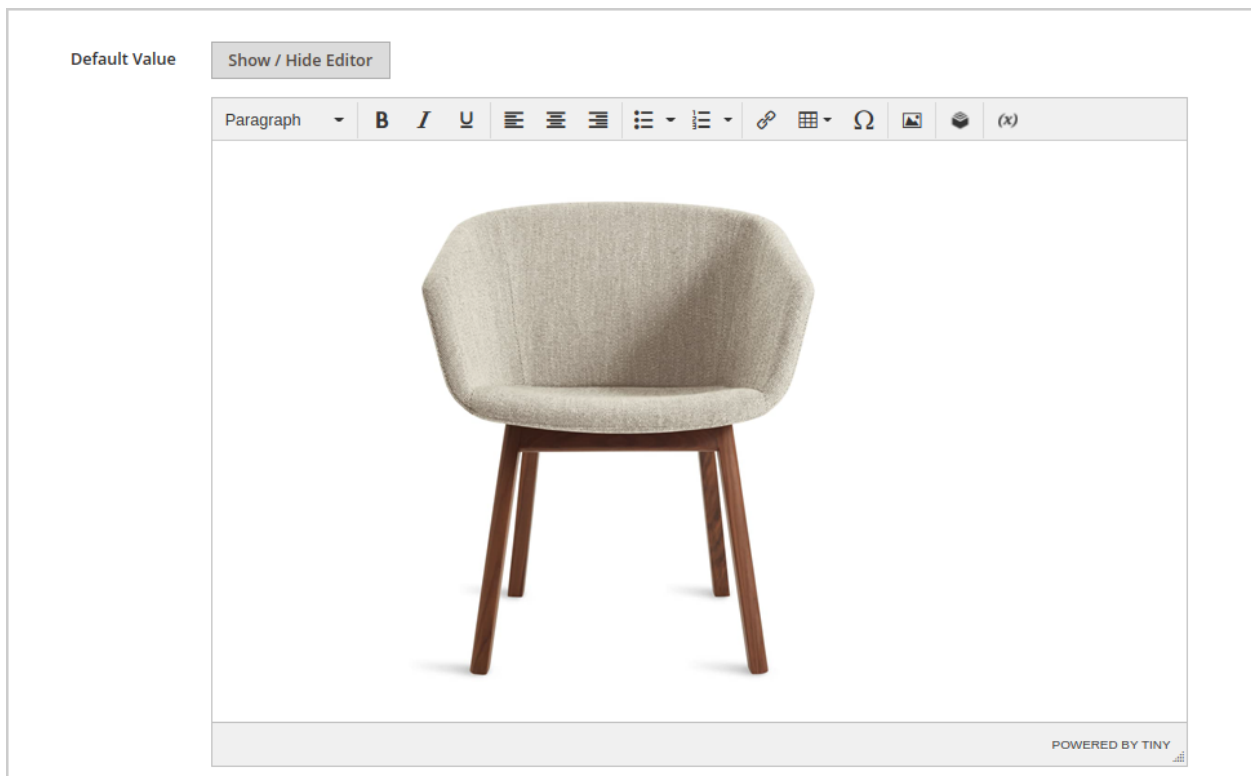 Default Value
Show / Hide Editor
Paragraph
B I U
Ω
(x)
POWERED BY TINY